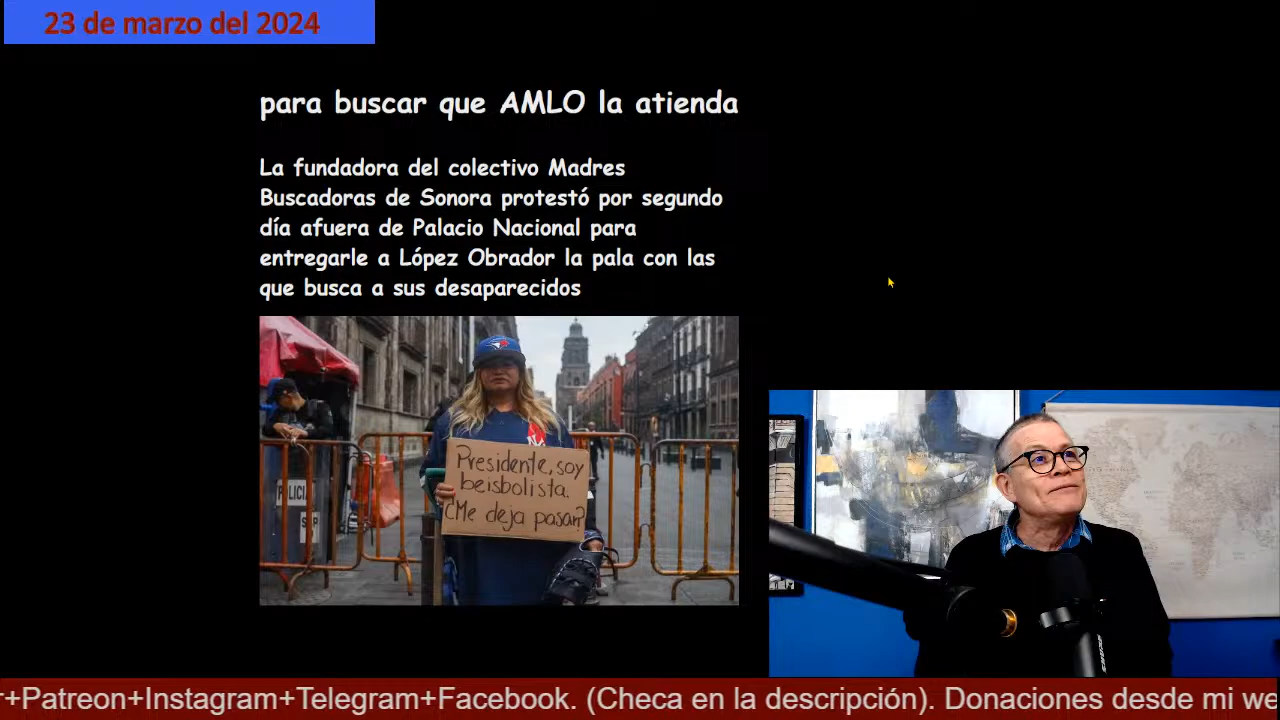 23 de marzo del 2024
para buscar que AMLO la atienda
La fundadora del colectivo Madres
Buscadoras de Sonora protestó por segundo
día afuera de Palacio Nacional para
entregarle a López Obrador la pala con las
que busca a sus desaparecidos
Presidente, soy
beisbolista.
¿Me deja pasar?
POLICIA
SSP
r+Patreon+Instagram+Telegram+Facebook. (Checa en la descripción). Donaciones desde mi we